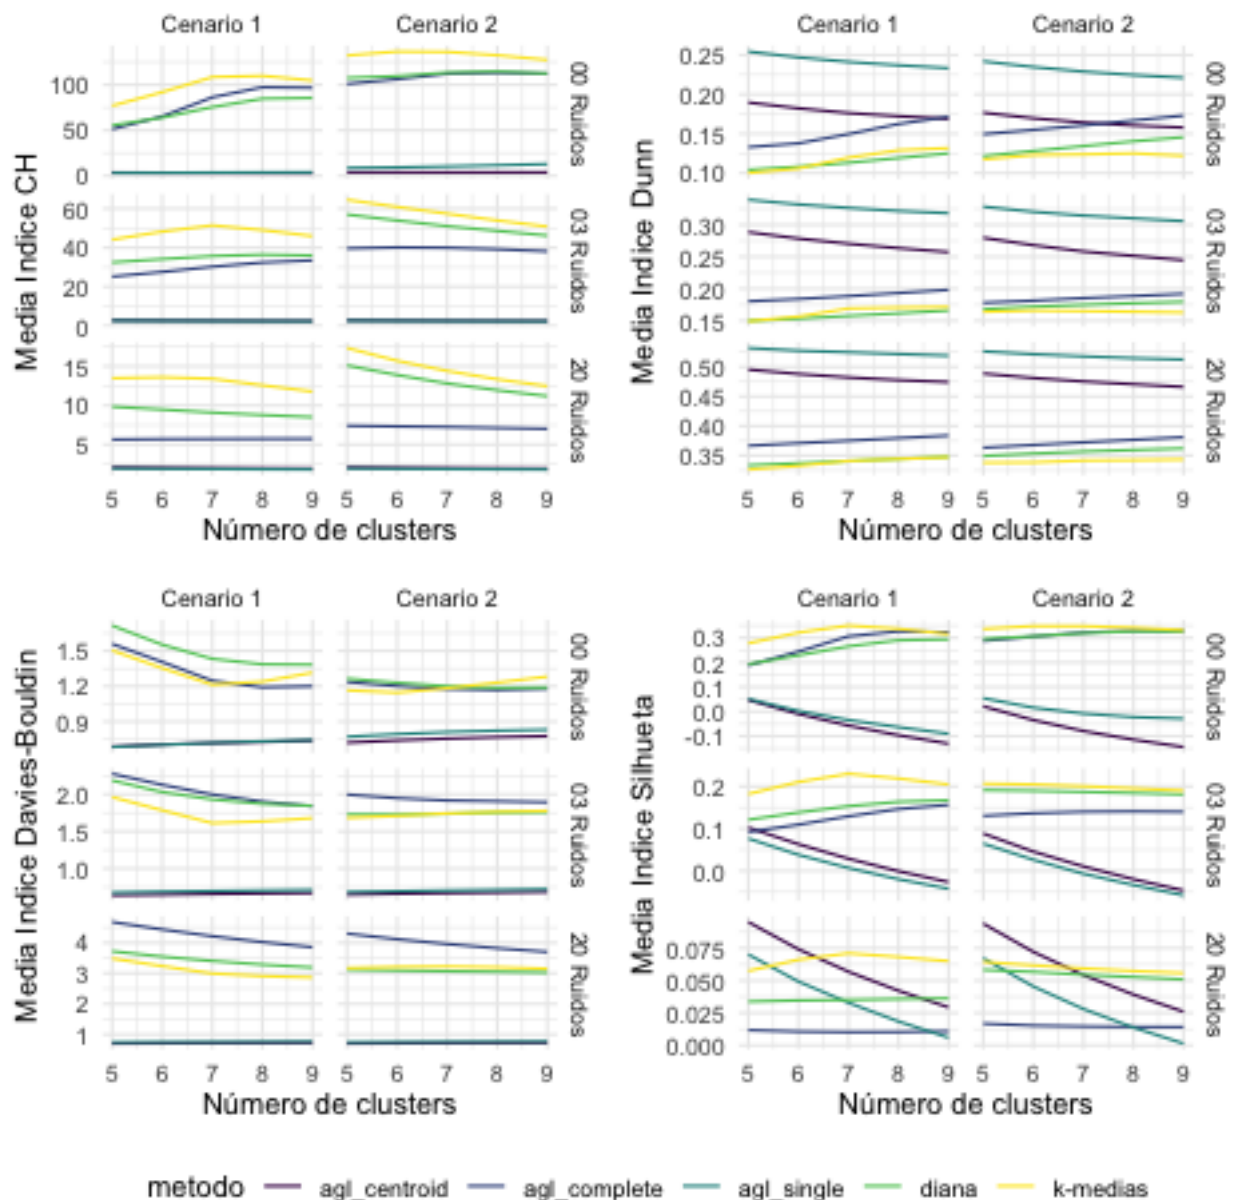 Cenario 1 Cenario 2
Media Indice CH
100
50
0
00 Ruidos
60
40
20
0
03 Ruidos
15
10
5
20 Ruidos
5 6 7 8 9 5 6 7 8 9
Número de clusters
Cenario 1 Cenario 2
Media Indice Dunn
0.25
0.20
0.15
0.10
00 Ruidos
0.30
0.25
0.20
0.15
03 Ruidos
0.50
0.45
0.40
0.35
20 Ruidos
5 6 7 8 9 5 6 7 8 9
Número de clusters
Cenario 1 Cenario 2
Media Indice Davies-Bouldin
1.5
1.2
0.9
00 Ruidos
2.0
1.5
1.0
03 Ruidos
4
3
2
1
20 Ruidos
5 6 7 8 9 5 6 7 8 9
Número de clusters
Cenario 1 Cenario 2
Media Indice Silhueta
0.3
0.2
0.1
0.0
-0.1
00 Ruidos
0.2
0.1
0.0
03 Ruidos
0.075
0.050
0.025
0.000
20 Ruidos
5 6 7 8 9 5 6 7 8 9
Número de clusters
metodo agl_centroid agl_complete agl_single diana k-medias